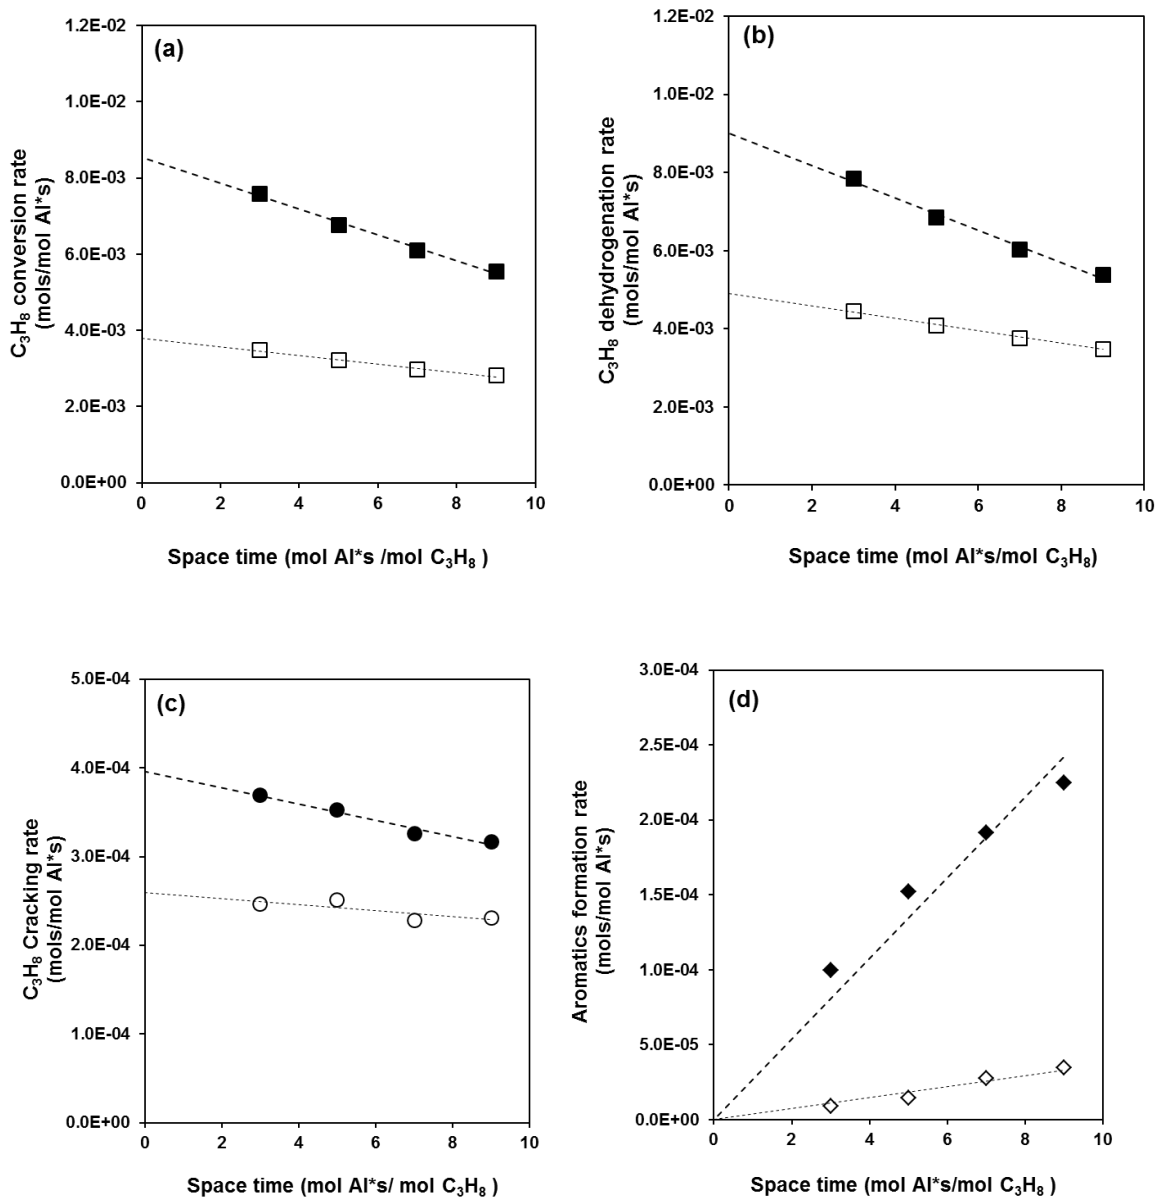 (a)
C₃H₈ conversion rate
(mols/mol Al*s)
1.2E-02
1.0E-02
8.0E-03
6.0E-03
4.0E-03
2.0E-03
0.0E+00
0 2 4 6 8 10
Space time (mol Al*s /mol C₃H₈ )
(b)
C₃H₈ dehydrogenation rate
(mols/mol Al*s)
1.2E-02
1.0E-02
8.0E-03
6.0E-03
4.0E-03
2.0E-03
0.0E+00
0 2 4 6 8 10
Space time (mol Al*s/mol C₃H₈)
(c)
C₃H₈ Cracking rate
(mols/mol Al*s)
5.0E-04
4.0E-04
3.0E-04
2.0E-04
1.0E-04
0.0E+00
0 2 4 6 8 10
Space time (mol Al*s/ mol C₃H₈ )
(d)
Aromatics formation rate
(mols/mol Al*s)
3.0E-04
2.5E-04
2.0E-04
1.5E-04
1.0E-04
5.0E-05
0.0E+00
0 2 4 6 8 10
Space time (mol Al*s/mol C₃H₈ )